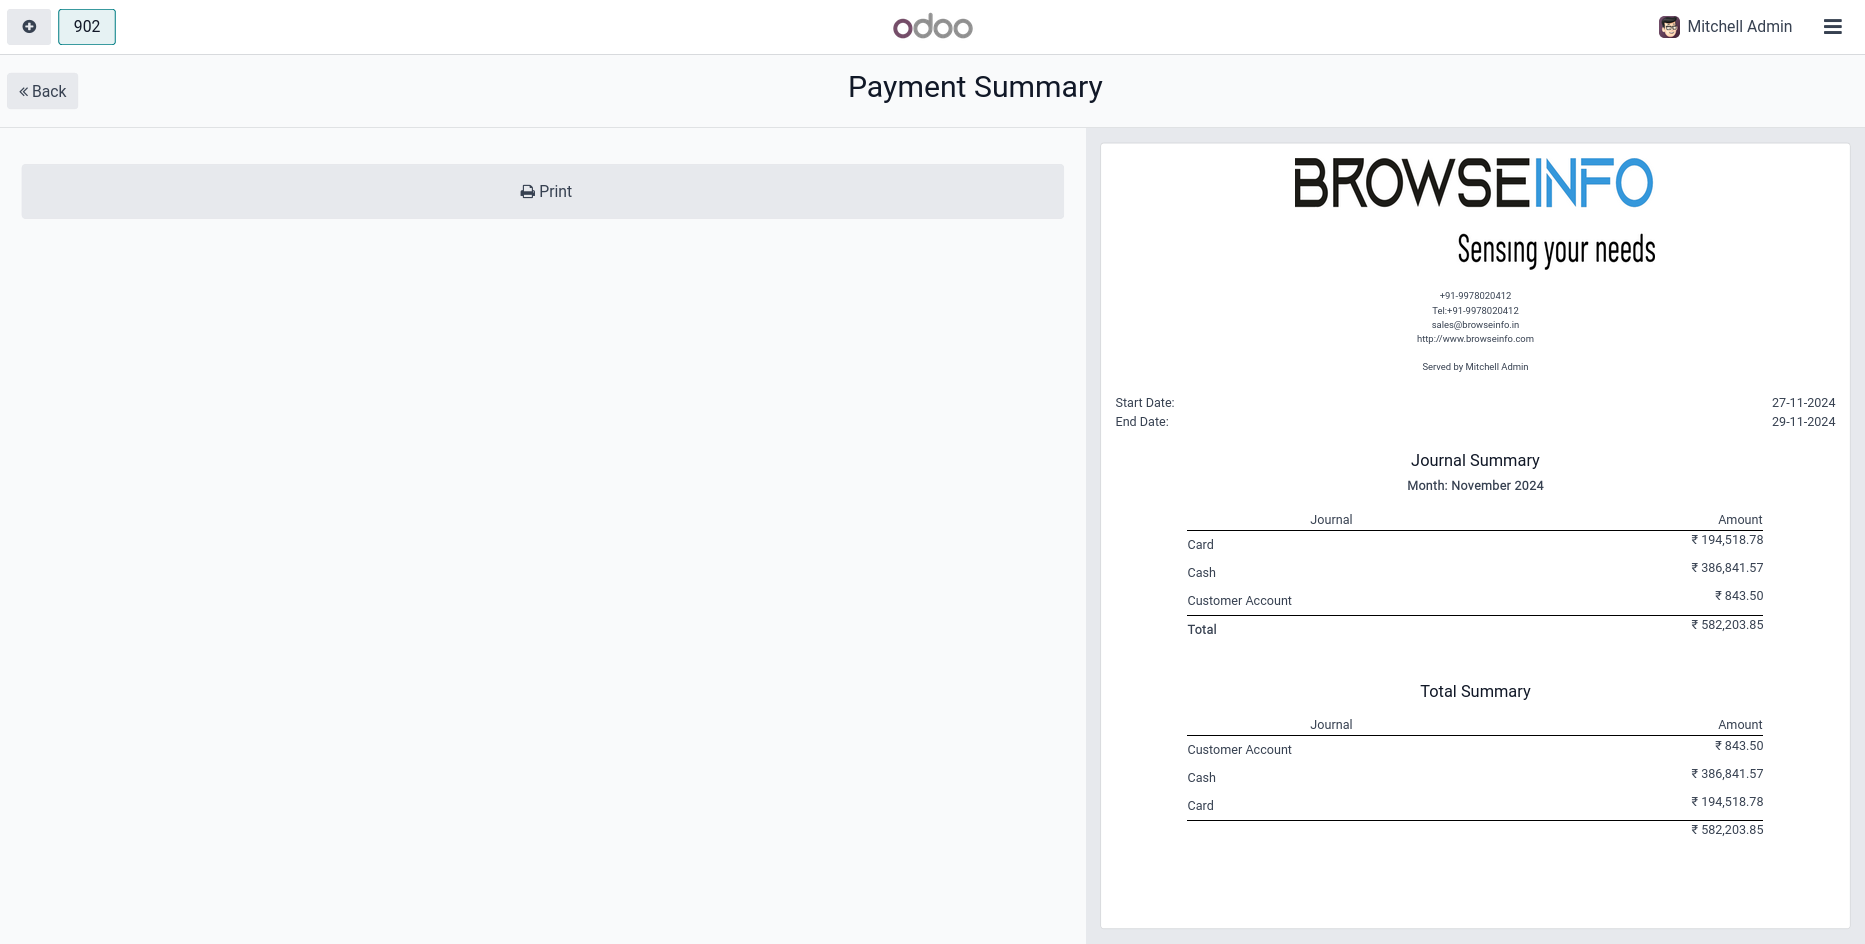 902
odoo
Mitchell Admin
« Back
Payment Summary
Print
BROWSEINFO
Sensing your needs
+91-9978020412
Tel:+91-9978020412
sales@browseinfo.in
http://www.browseinfo.com
Served by Mitchell Admin
Start Date: 27-11-2024
End Date: 29-11-2024
Journal Summary
Month: November 2024
Journal Amount
Card ₹ 194,518.78
Cash ₹ 386,841.57
Customer Account ₹ 843.50
Total ₹ 582,203.85
Total Summary
Journal Amount
Customer Account ₹ 843.50
Cash ₹ 386,841.57
Card ₹ 194,518.78
₹ 582,203.85